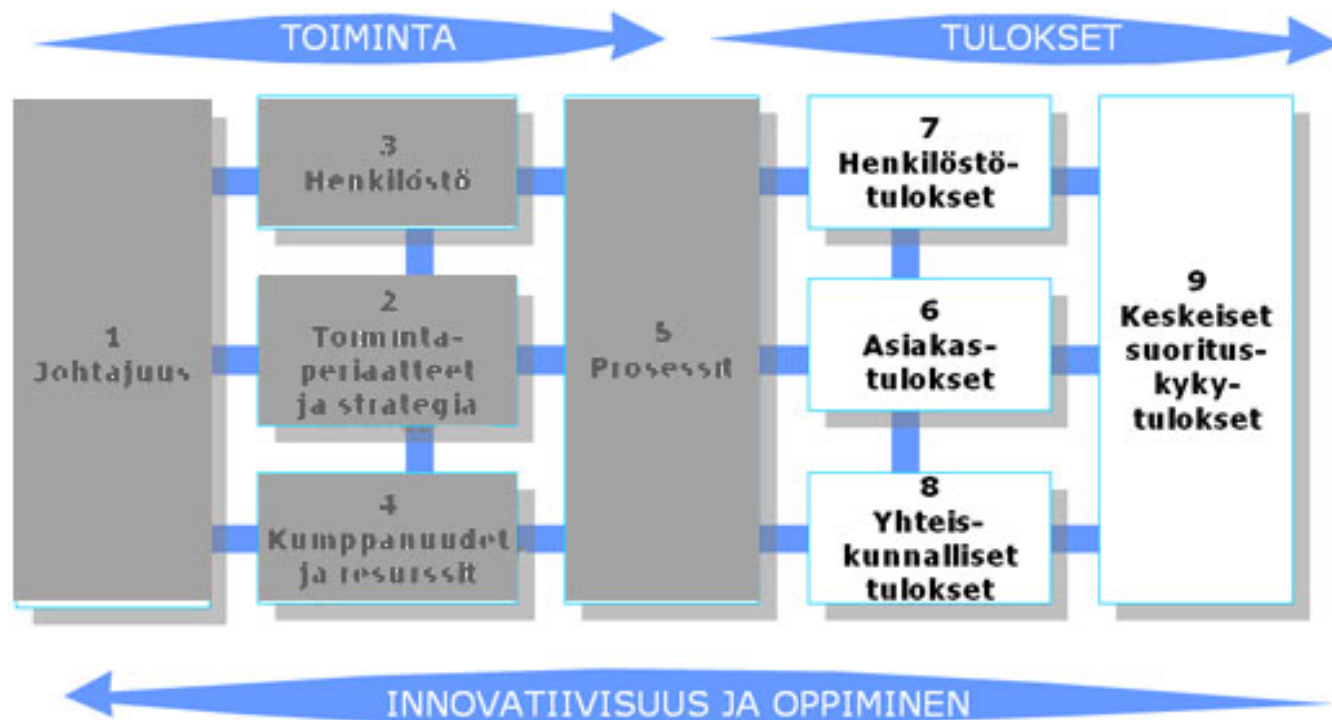 TOIMINTA
TULOKSET
1
Johtajuus
3
Henkilöstö
2
Toiminta-
periaatteet
ja strategia
4
Kumppanuudet
ja resurssit
5
Prosessit
7
Henkilöstö-
tulokset
6
Asiakas-
tulokset
8
Yhteis-
kunnalliset
tulokset
9
Keskeiset
suoritus-
kyky-
tulokset
INNOVATIIVISUUS JA OPPIMINEN